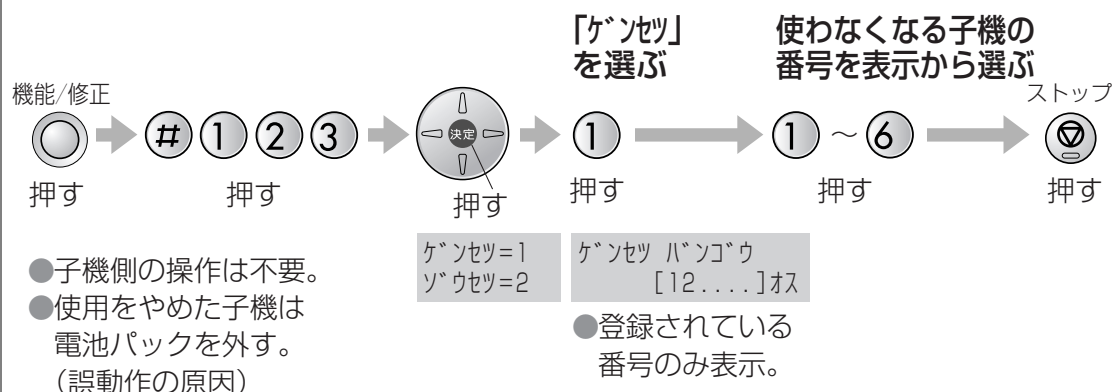 「ｹﾞﾝｾﾂ」
を選ぶ
使わなくなる子機の
番号を表示から選ぶ
機能/修正
ストップ
# 1 2 3
決定
1
1 ～ 6
押す
押す
押す
押す
押す
押す
ｹﾞﾝｾﾂ=1
ｿﾞｳｾﾂ=2
ｹﾞﾝｾﾂ ﾊﾞﾝｺﾞｳ
[12....]ｵｽ
●子機側の操作は不要。
●使用をやめた子機は
電池パックを外す。
（誤動作の原因）
●登録されている
番号のみ表示。